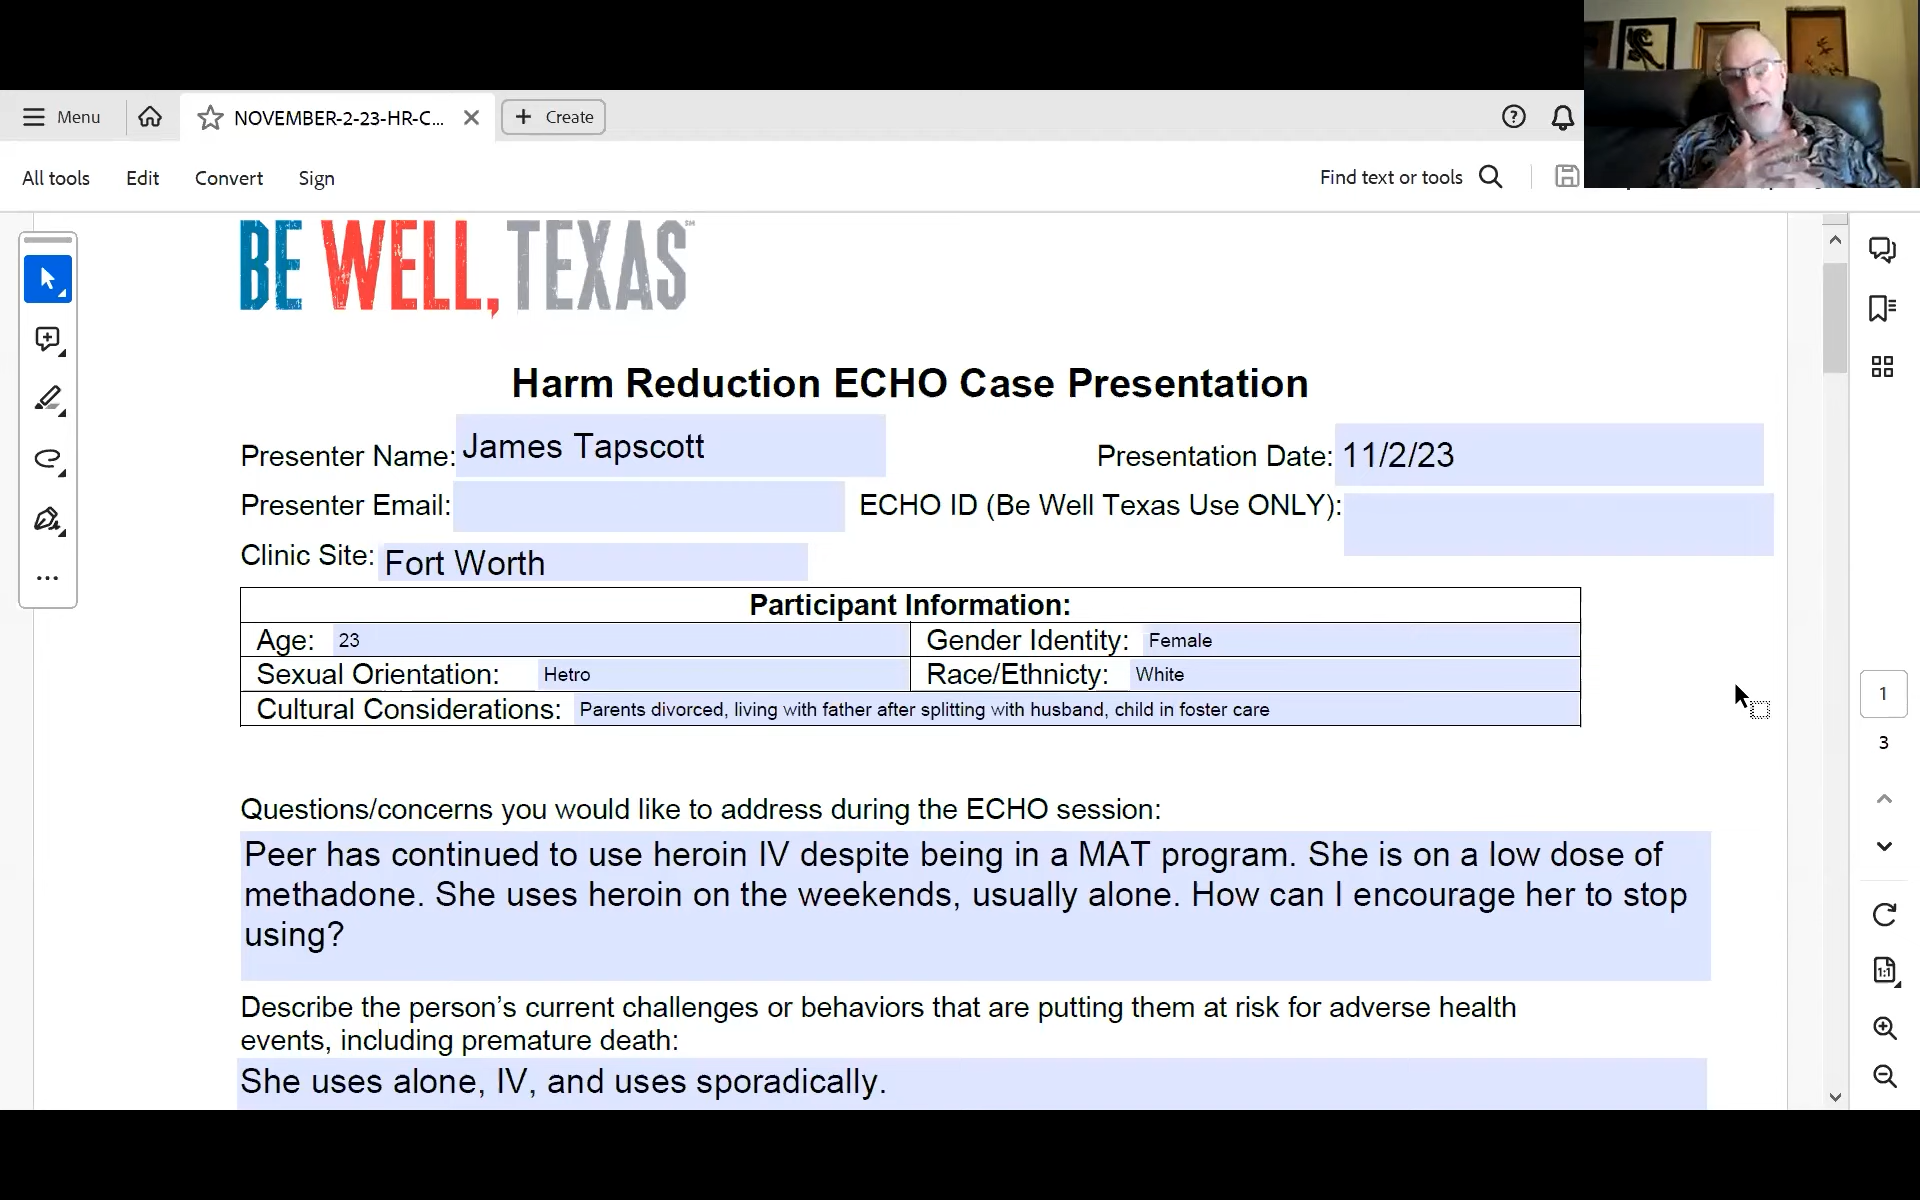 Menu
NOVEMBER-2-23-HR-C...
Create
All tools
Edit
Convert
Sign
Find text or tools
BE WELL, TEXAS℠
Harm Reduction ECHO Case Presentation
Presenter Name: James Tapscott
Presentation Date: 11/2/23
Presenter Email:
ECHO ID (Be Well Texas Use ONLY):
Clinic Site: Fort Worth
Participant Information:
Age: 23
Gender Identity: Female
Sexual Orientation: Hetro
Race/Ethnicty: White
Cultural Considerations: Parents divorced, living with father after splitting with husband, child in foster care
Questions/concerns you would like to address during the ECHO session:
Peer has continued to use heroin IV despite being in a MAT program. She is on a low dose of
methadone. She uses heroin on the weekends, usually alone. How can I encourage her to stop
using?
Describe the person's current challenges or behaviors that are putting them at risk for adverse health
events, including premature death:
She uses alone, IV, and uses sporadically.
1
3
1:1